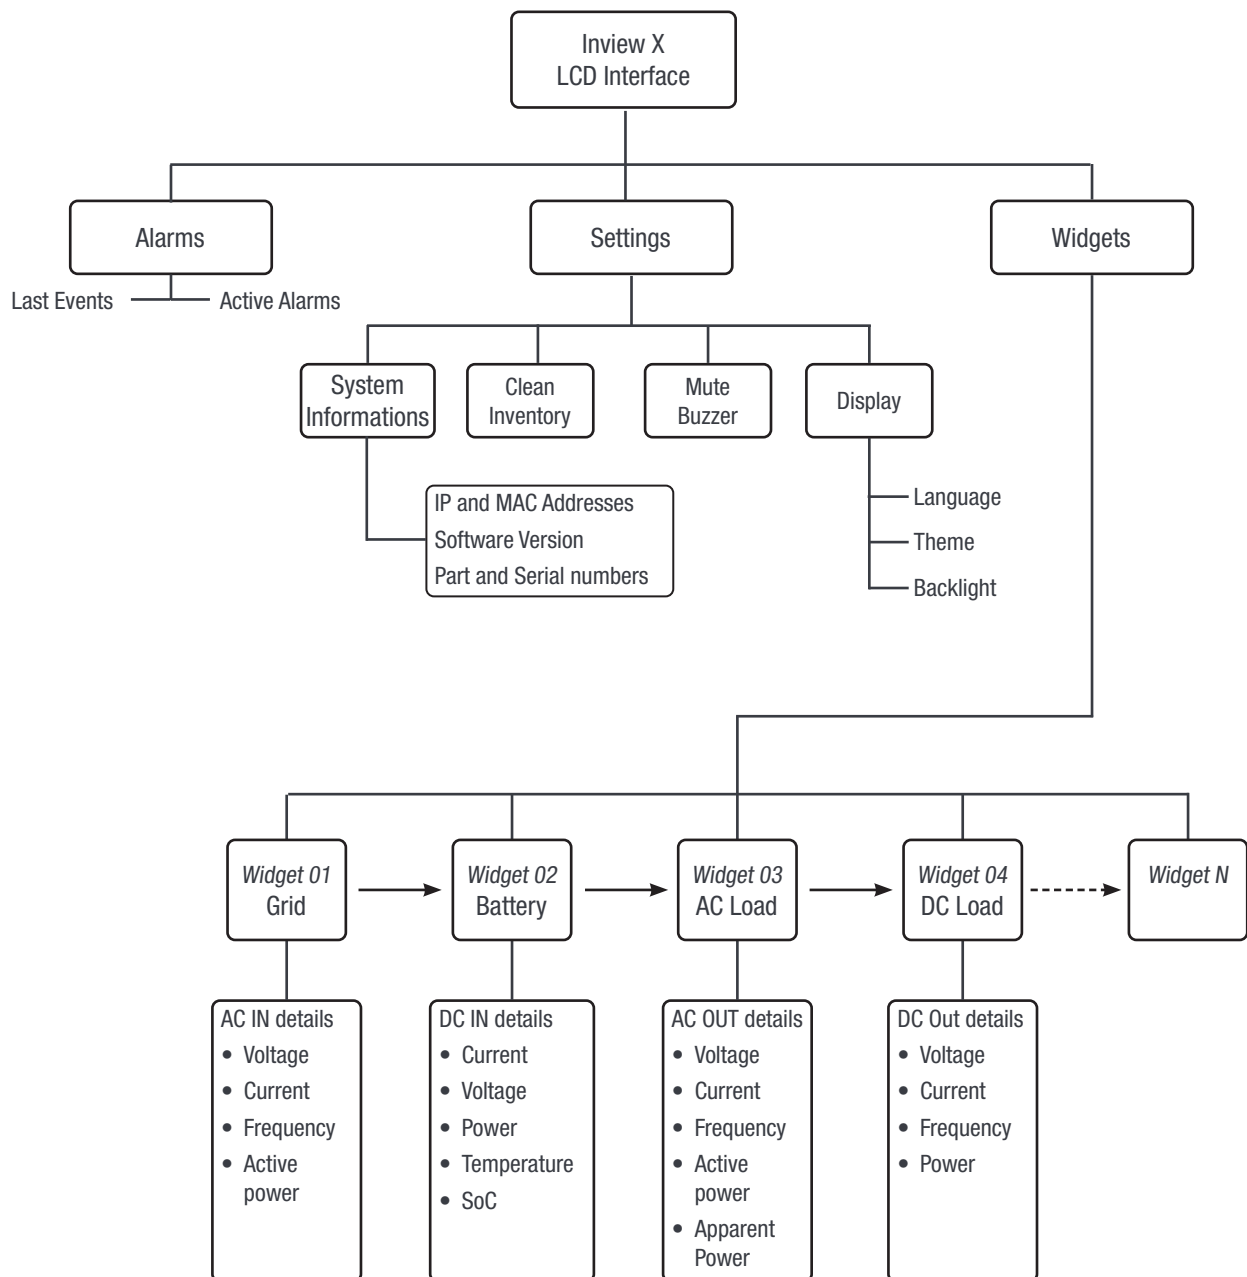 Inview X
LCD Interface
Alarms
Settings
Widgets
Last Events
Active Alarms
System
Informations
Clean
Inventory
Mute
Buzzer
Display
IP and MAC Addresses
Software Version
Part and Serial numbers
Language
Theme
Backlight
Widget 01
Grid
Widget 02
Battery
Widget 03
AC Load
Widget 04
DC Load
Widget N
AC IN details
• Voltage
• Current
• Frequency
• Active
power
DC IN details
• Current
• Voltage
• Power
• Temperature
• SoC
AC OUT details
• Voltage
• Current
• Frequency
• Active
power
• Apparent
Power
DC Out details
• Voltage
• Current
• Frequency
• Power